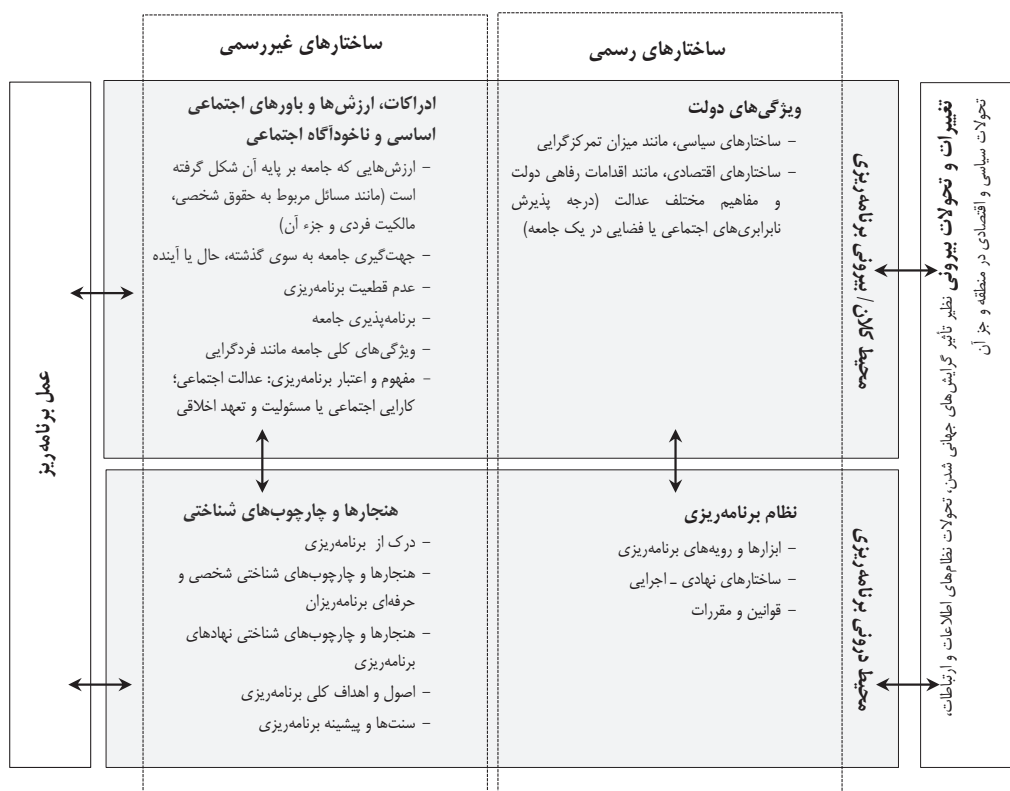 ساختارهای رسمی
ساختارهای غیررسمی
تغییرات و تحولات بیرونی نظیر تأثیر گرایش‌های جهانی شدن، تحولات نظام‌های اطلاعات و ارتباطات،
تحولات سیاسی و اقتصادی در منطقه و جز آن
محیط کلان/ بیرونی برنامه‌ریزی
ویژگی‌های دولت
- ساختارهای سیاسی، مانند میزان تمرکزگرایی
- ساختارهای اقتصادی، مانند اقدامات رفاهی دولت
و مفاهیم مختلف عدالت (درجه پذیرش
نابرابری‌های اجتماعی یا فضایی در یک جامعه)
ادراکات، ارزش‌ها و باورهای اجتماعی
اساسی و ناخودآگاه اجتماعی
- ارزش‌هایی که جامعه بر پایه آن شکل گرفته
است (مانند مسائل مربوط به حقوق شخصی،
مالکیت فردی و جزء آن)
- جهت‌گیری جامعه به سوی گذشته، حال یا آینده
- عدم قطعیت برنامه‌ریزی
- برنامه‌پذیری جامعه
- ویژگی‌های کلی جامعه مانند فردگرایی
- مفهوم و اعتبار برنامه‌ریزی: عدالت اجتماعی؛
کارایی اجتماعی یا مسئولیت و تعهد اخلاقی
محیط درونی برنامه‌ریزی
نظام برنامه‌ریزی
- ابزارها و رویه‌های برنامه‌ریزی
- ساختارهای نهادی ـ اجرایی
- قوانین و مقررات
هنجارها و چارچوب‌های شناختی
- درک از برنامه‌ریزی
- هنجارها و چارچوب‌های شناختی شخصی و
حرفه‌ای برنامه‌ریزان
- هنجارها و چارچوب‌های شناختی نهادهای
برنامه‌ریزی
- اصول و اهداف کلی برنامه‌ریزی
- سنت‌ها و پیشینه برنامه‌ریزی
عمل برنامه‌ریز